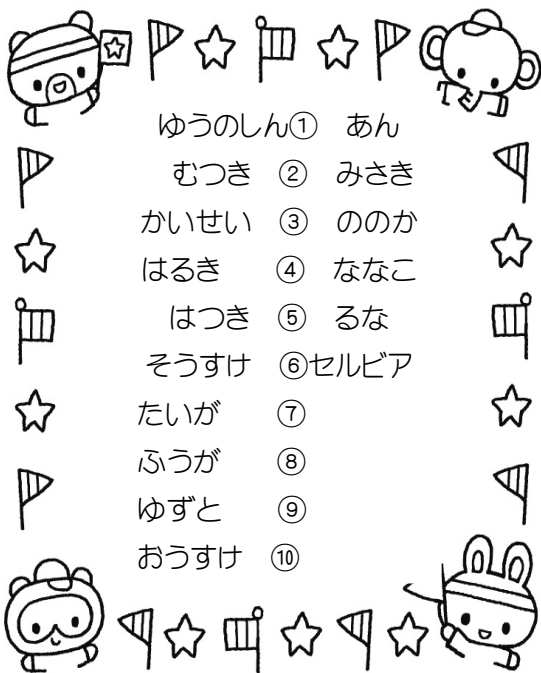 ゆうのしん① あん
むつき ② みさき
かいせい ③ ののか
はるき ④ ななこ
はつき ⑤ るな
そうすけ ⑥セルビア
たいが ⑦
ふうが ⑧
ゆずと ⑨
おうすけ ⑩